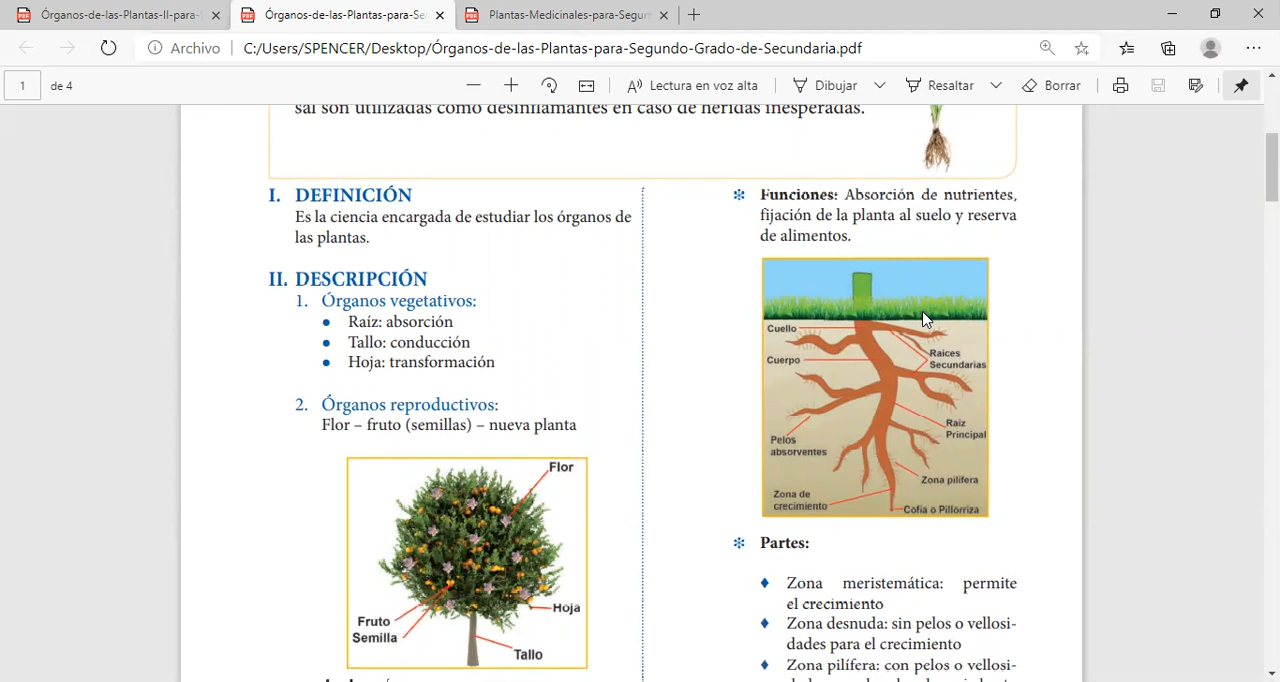 Órganos-de-las-Plantas-II-para-
Órganos-de-las-Plantas-para-Se
Plantas-Medicinales-para-Segun
Archivo
C:/Users/SPENCER/Desktop/Órganos-de-las-Plantas-para-Segundo-Grado-de-Secundaria.pdf
1 de 4
Lectura en voz alta
Dibujar
Resaltar
Borrar
sal son utilizadas como desinflamantes en caso de heridas inesperadas.
I. DEFINICIÓN
Es la ciencia encargada de estudiar los órganos de
las plantas.
II. DESCRIPCIÓN
1. Órganos vegetativos:
• Raíz: absorción
• Tallo: conducción
• Hoja: transformación
2. Órganos reproductivos:
Flor – fruto (semillas) – nueva planta
Flor
Hoja
Fruto
Semilla
Tallo
Funciones: Absorción de nutrientes,
fijación de la planta al suelo y reserva
de alimentos.
Cuello
Cuerpo
Raices
Secundarias
Raiz
Principal
Pelos
absorventes
Zona pilifera
Zona de
crecimiento
Cofia o Pilorriza
Partes:
Zona meristemática: permite
el crecimiento
Zona desnuda: sin pelos o vellosi-
dades para el crecimiento
Zona pilífera: con pelos o vellosi-